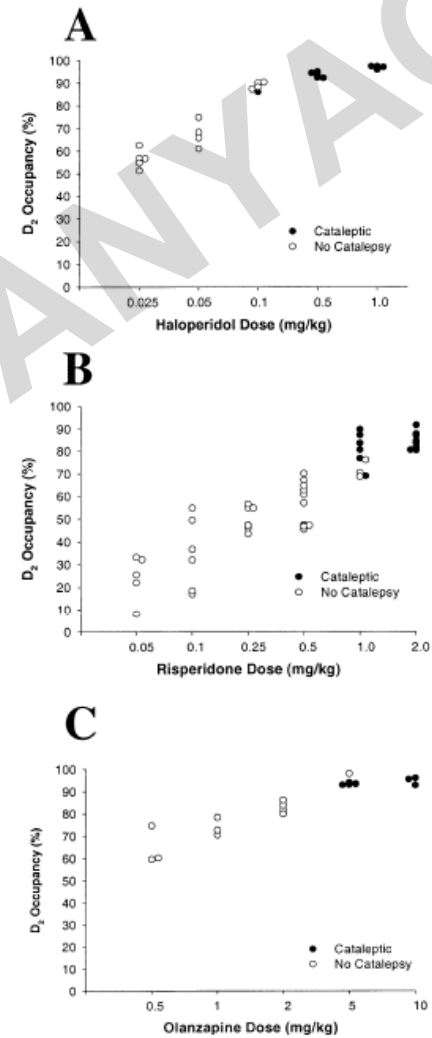 A
100
90
80
70
60
50
40
30
20
10
0
D₂ Occupancy (%)
● Cataleptic
○ No Catalepsy
0.025 0.05 0.1 0.5 1.0
Haloperidol Dose (mg/kg)
B
100
90
80
70
60
50
40
30
20
10
0
D₂ Occupancy (%)
● Cataleptic
○ No Catalepsy
0.05 0.1 0.25 0.5 1.0 2.0
Risperidone Dose (mg/kg)
C
100
90
80
70
60
50
40
30
20
10
0
D₂ Occupancy (%)
● Cataleptic
○ No Catalepsy
0.5 1 2 5 10
Olanzapine Dose (mg/kg)